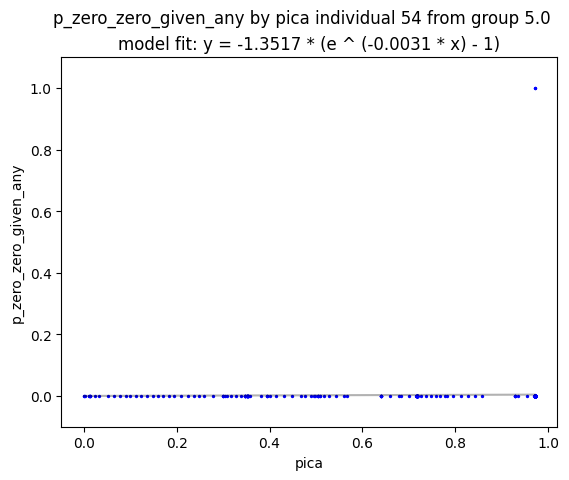 p_zero_zero_given_any by pica individual 54 from group 5.0
model fit: y = -1.3517 * (e ^ (-0.0031 * x) - 1)
1.0
0.8
0.6
0.4
0.2
0.0
p_zero_zero_given_any
0.0 0.2 0.4 0.6 0.8 1.0
pica